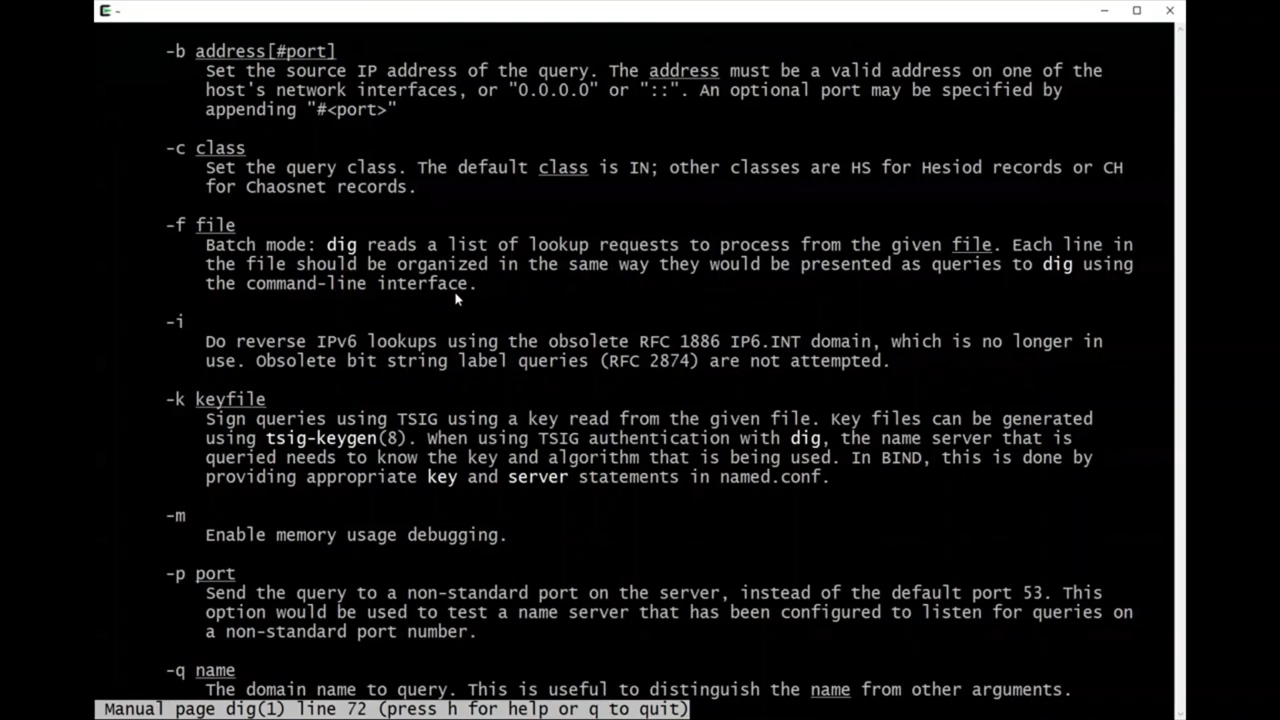 ~
-b address[#port]
Set the source IP address of the query. The address must be a valid address on one of the
host's network interfaces, or "0.0.0.0" or "::". An optional port may be specified by
appending "#<port>"
-c class
Set the query class. The default class is IN; other classes are HS for Hesiod records or CH
for Chaosnet records.
-f file
Batch mode: dig reads a list of lookup requests to process from the given file. Each line in
the file should be organized in the same way they would be presented as queries to dig using
the command-line interface.
-i
Do reverse IPv6 lookups using the obsolete RFC 1886 IP6.INT domain, which is no longer in
use. Obsolete bit string label queries (RFC 2874) are not attempted.
-k keyfile
Sign queries using TSIG using a key read from the given file. Key files can be generated
using tsig-keygen(8). When using TSIG authentication with dig, the name server that is
queried needs to know the key and algorithm that is being used. In BIND, this is done by
providing appropriate key and server statements in named.conf.
-m
Enable memory usage debugging.
-p port
Send the query to a non-standard port on the server, instead of the default port 53. This
option would be used to test a name server that has been configured to listen for queries on
a non-standard port number.
-q name
The domain name to query. This is useful to distinguish the name from other arguments.
Manual page dig(1) line 72 (press h for help or q to quit)